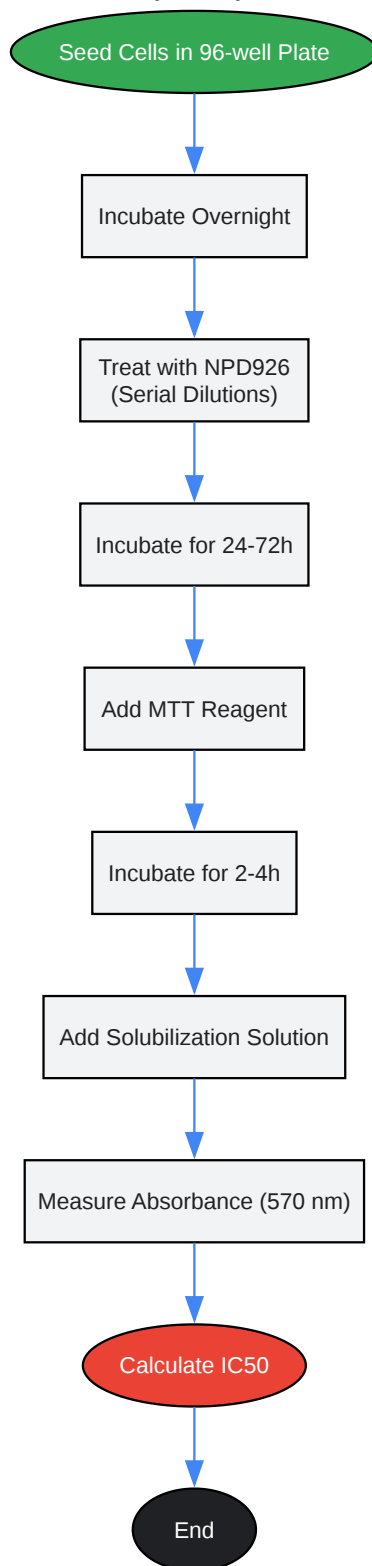 Seed Cells in 96-well Plate
Incubate Overnight
Treat with NPD926
(Serial Dilutions)
Incubate for 24-72h
Add MTT Reagent
Incubate for 2-4h
Add Solubilization Solution
Measure Absorbance (570 nm)
Calculate IC50
End